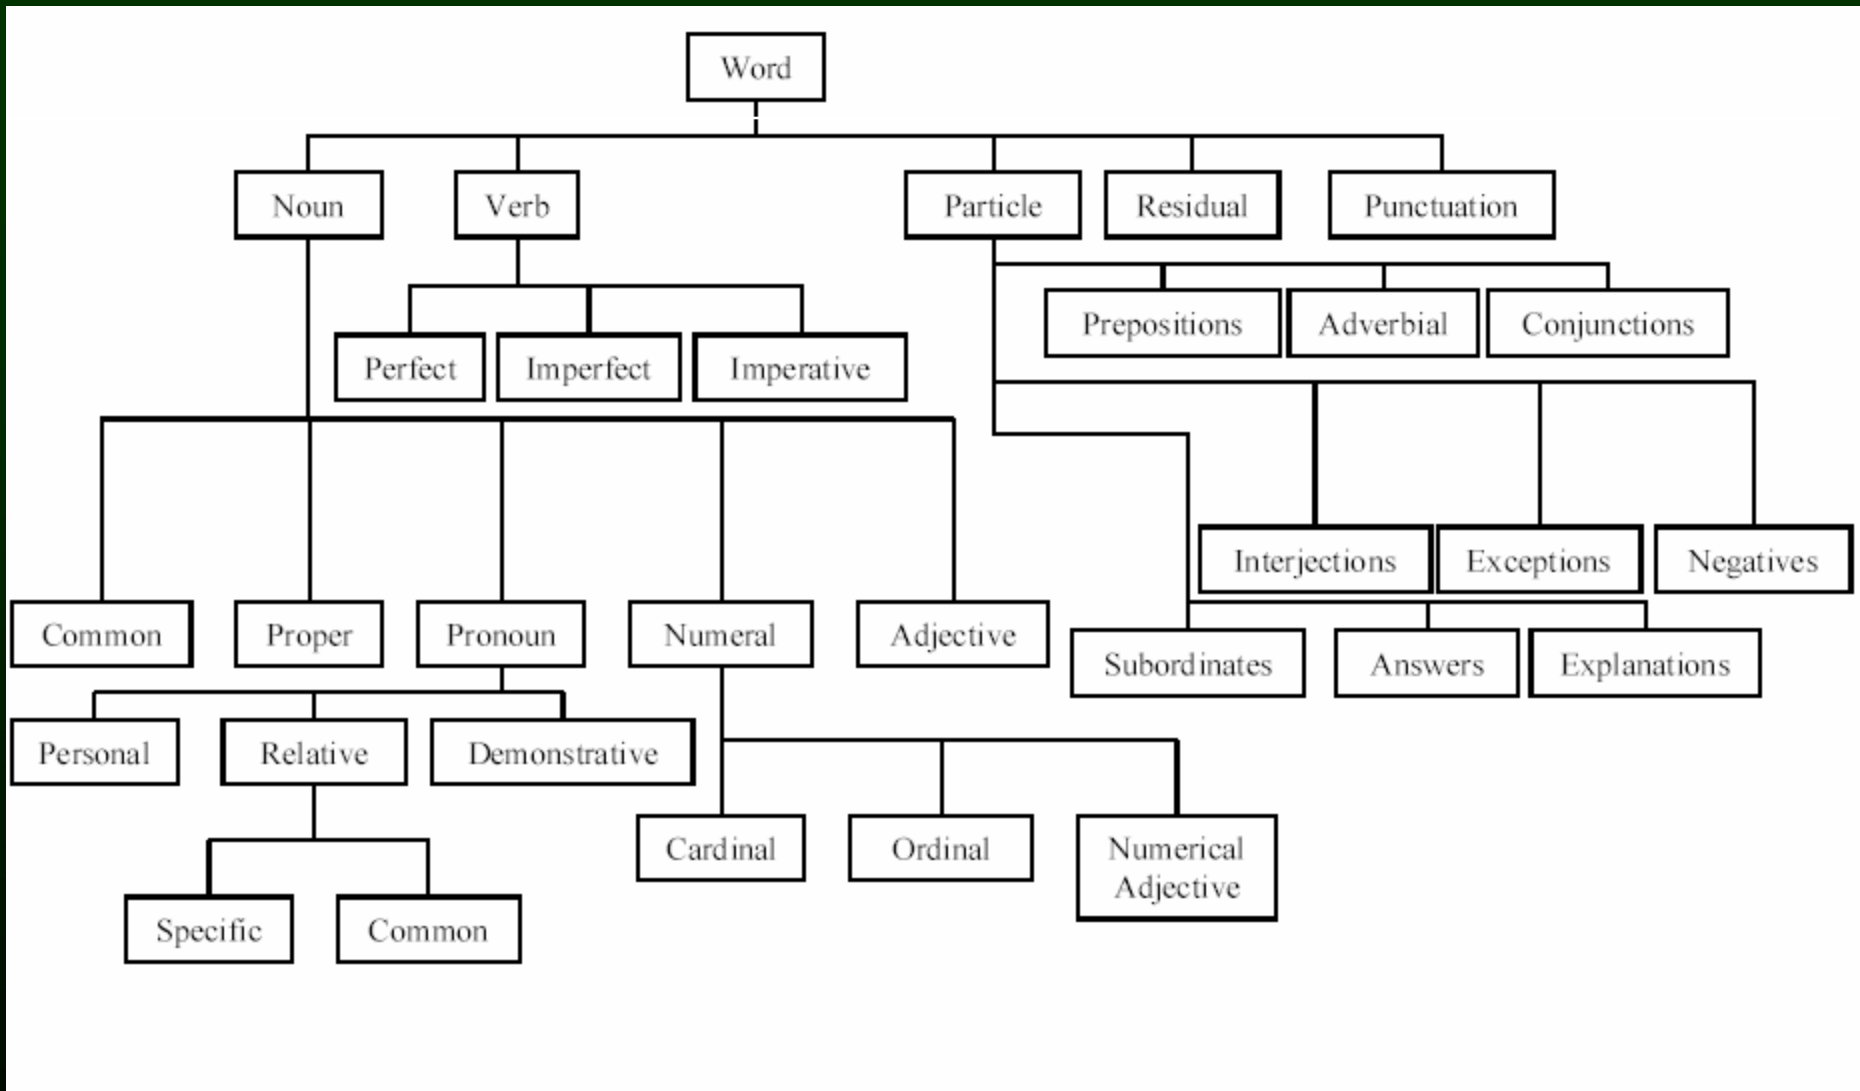 Word
Noun
Verb
Particle
Residual
Punctuation
Prepositions
Adverbial
Conjunctions
Perfect
Imperfect
Imperative
Interjections
Exceptions
Negatives
Common
Proper
Pronoun
Numeral
Adjective
Subordinates
Answers
Explanations
Personal
Relative
Demonstrative
Cardinal
Ordinal
Numerical
Adjective
Specific
Common